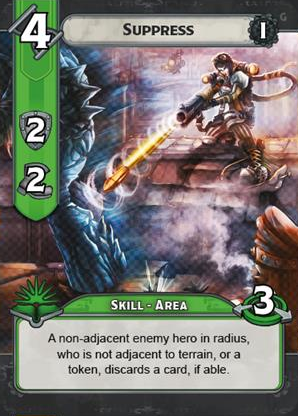 4
SUPPRESS
I
G
2
2
SKILL - AREA
3
A non-adjacent enemy hero in radius,
who is not adjacent to terrain, or a
token, discards a card, if able.